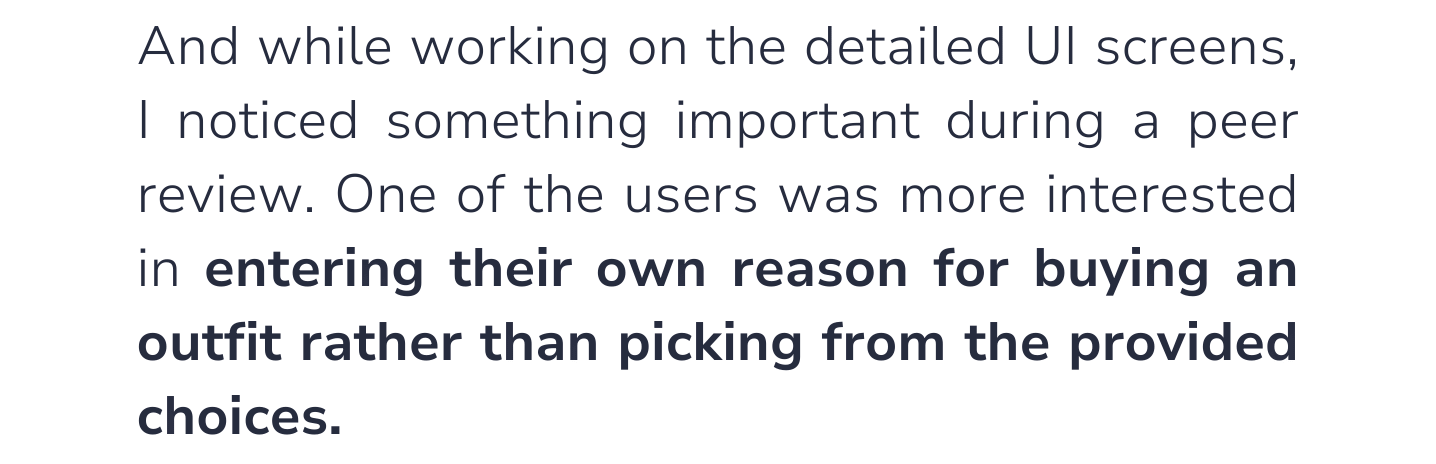 And while working on the detailed UI screens,
I noticed something important during a peer
review. One of the users was more interested
in entering their own reason for buying an
outfit rather than picking from the provided
choices.